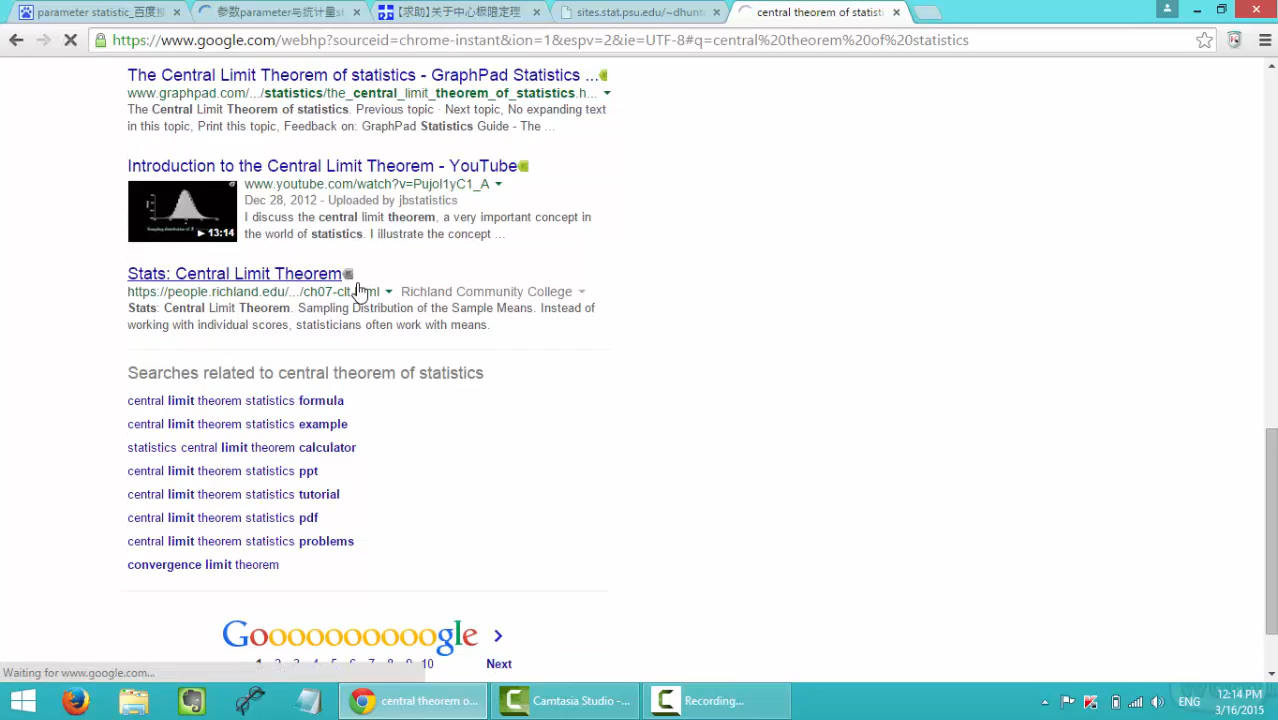 parameter statistic_百度
参数parameter与统计量s
【求助】关于中心极限定理
sites.stat.psu.edu/~dhunt
central theorem of statisti
https://www.google.com/webhp?sourceid=chrome-instant&ion=1&espv=2&ie=UTF-8#q=central%20theorem%20of%20statistics
The Central Limit Theorem of statistics - GraphPad Statistics ...
www.graphpad.com/.../statistics/the_central_limit_theorem_of_statistics.h...
The Central Limit Theorem of statistics. Previous topic · Next topic, No expanding text
in this topic, Print this topic, Feedback on: GraphPad Statistics Guide - The ...
Introduction to the Central Limit Theorem - YouTube
www.youtube.com/watch?v=Pujol1yC1_A
Dec 28, 2012 - Uploaded by jbstatistics
I discuss the central limit theorem, a very important concept in
13:14
the world of statistics. I illustrate the concept ...
Stats: Central Limit Theorem
https://people.richland.edu/.../ch07-clt.html Richland Community College
Stats: Central Limit Theorem. Sampling Distribution of the Sample Means. Instead of
working with individual scores, statisticians often work with means.
Searches related to central theorem of statistics
central limit theorem statistics formula
central limit theorem statistics example
statistics central limit theorem calculator
central limit theorem statistics ppt
central limit theorem statistics tutorial
central limit theorem statistics pdf
central limit theorem statistics problems
convergence limit theorem
Goooooooooogle
1 2 3 4 5 6 7 8 9 10 Next
Waiting for www.google.com...
central theorem o...
Camtasia Studio -...
Recording...
ENG
12:14 PM
3/16/2015